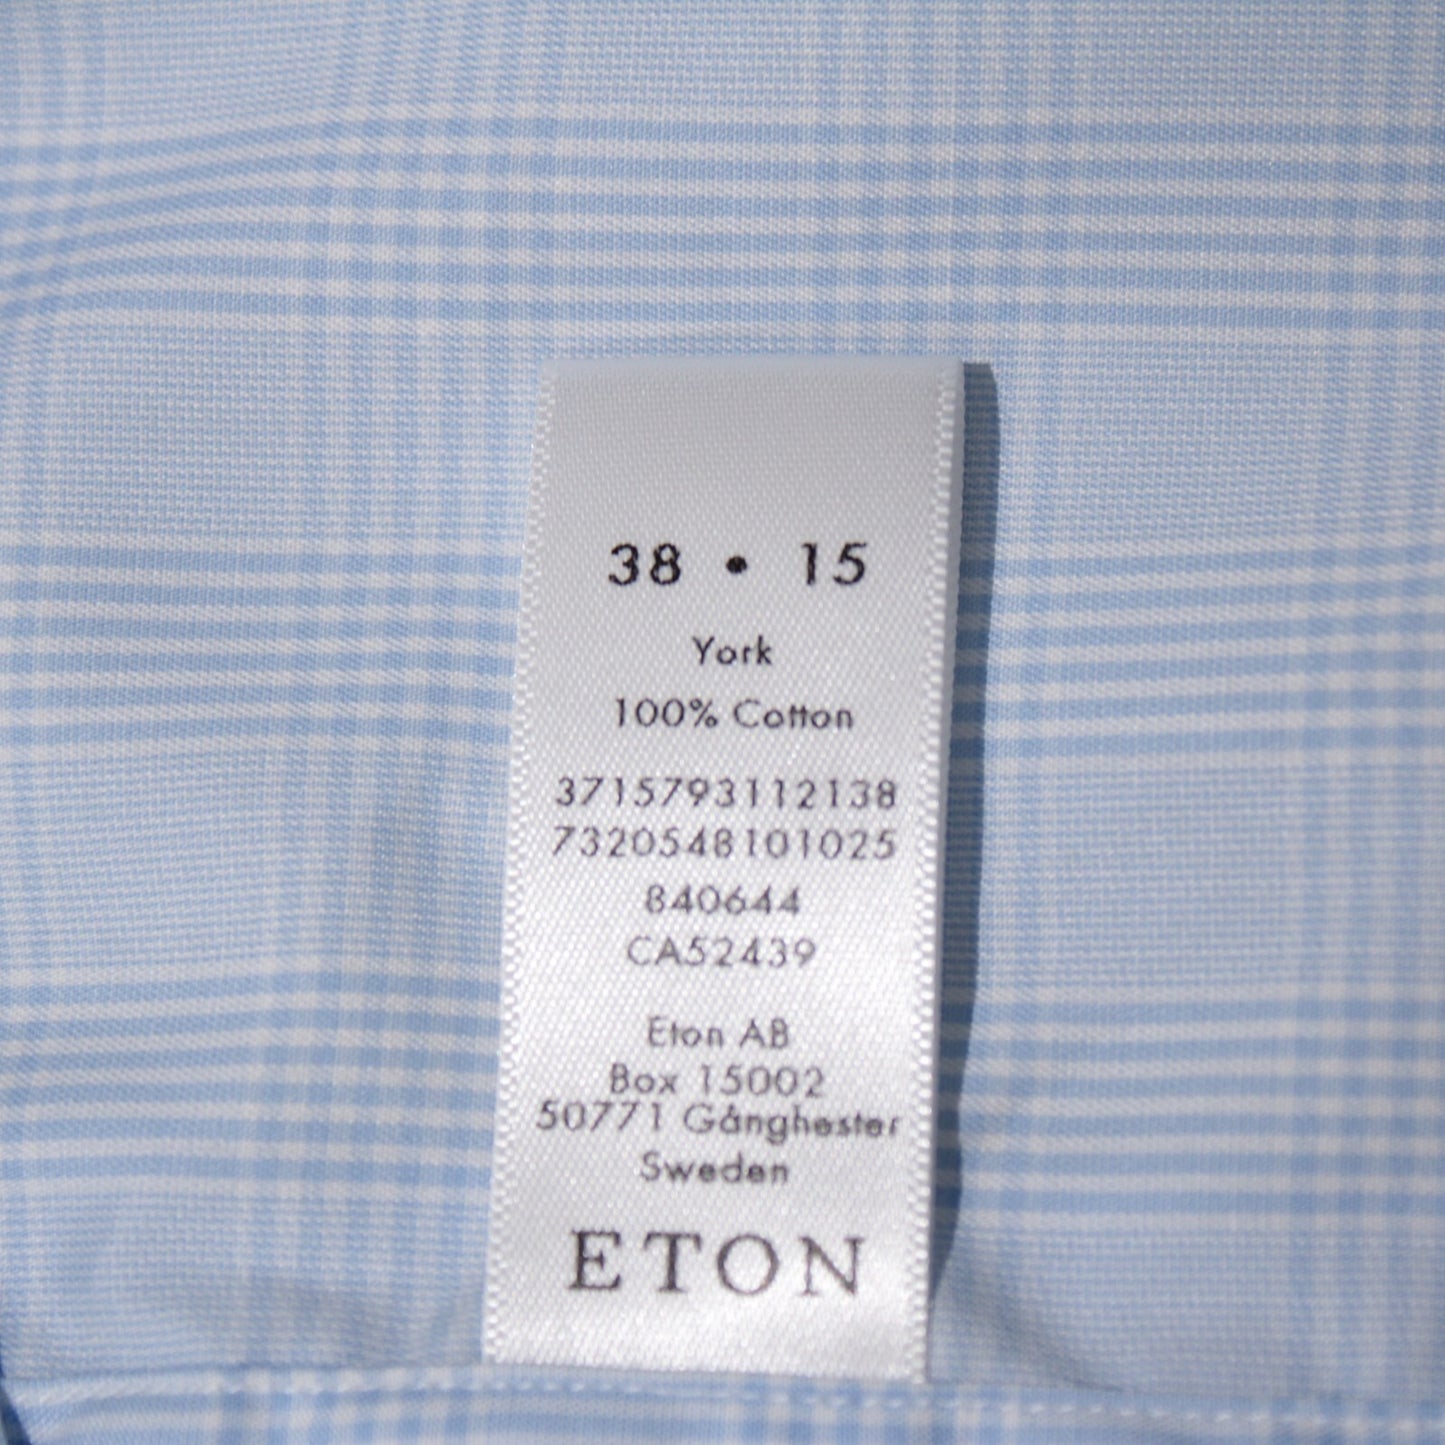 38 • 15
York
100% Cotton
3715793112138
7320548101025
840644
CA52439
Eton AB
Box 15002
50771 Gånghester
Sweden
ETON